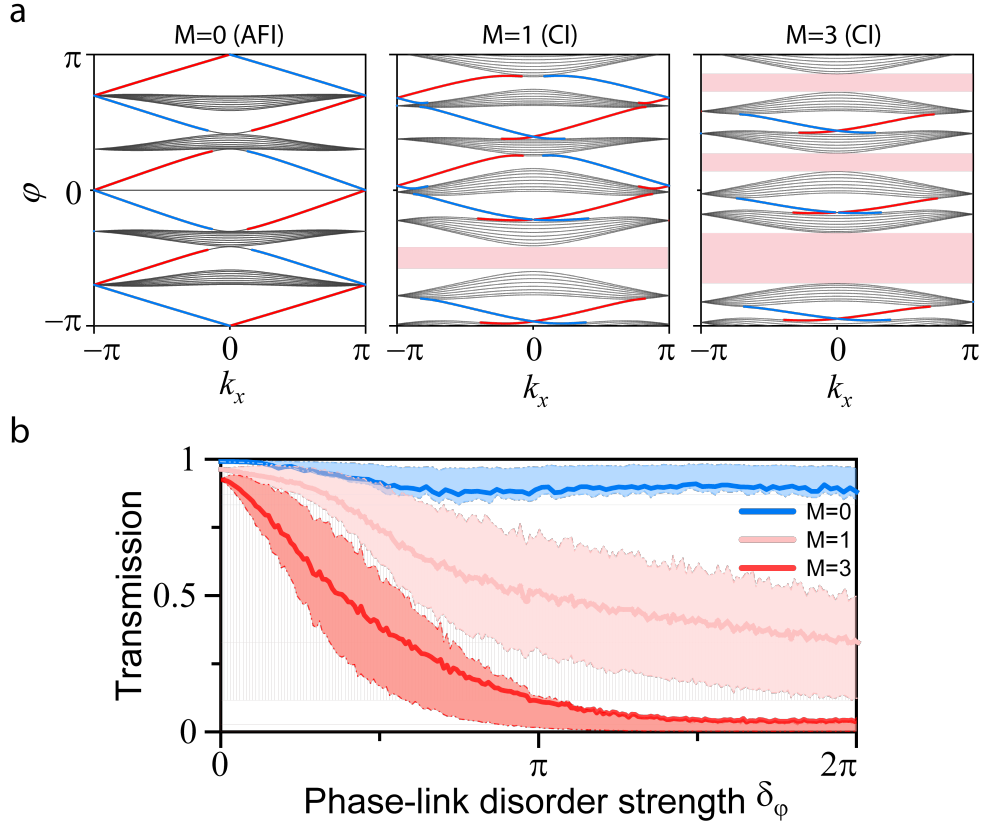 a
M=0 (AFI)
M=1 (CI)
M=3 (CI)
π
φ
0
−π
−π 0 π
−π 0 π
−π 0 π
kₓ
kₓ
kₓ
b
1
Transmission
0.5
0
M=0
M=1
M=3
0 π 2π
Phase-link disorder strength δφ